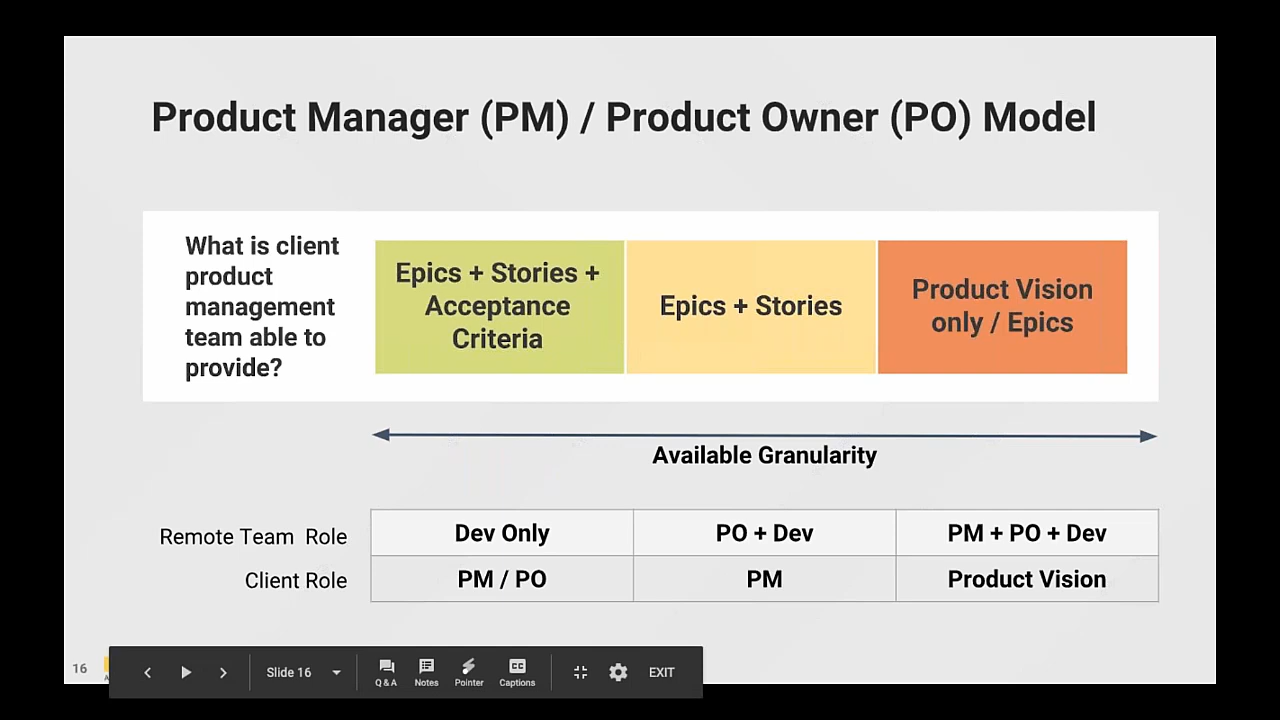 Product Manager (PM) / Product Owner (PO) Model
What is client
product
management
team able to
provide?
Epics + Stories +
Acceptance
Criteria
Epics + Stories
Product Vision
only / Epics
Available Granularity
Remote Team Role
Dev Only
PO + Dev
PM + PO + Dev
Client Role
PM / PO
PM
Product Vision
16
Slide 16
Q & A
Notes
Pointer
CC
Captions
EXIT